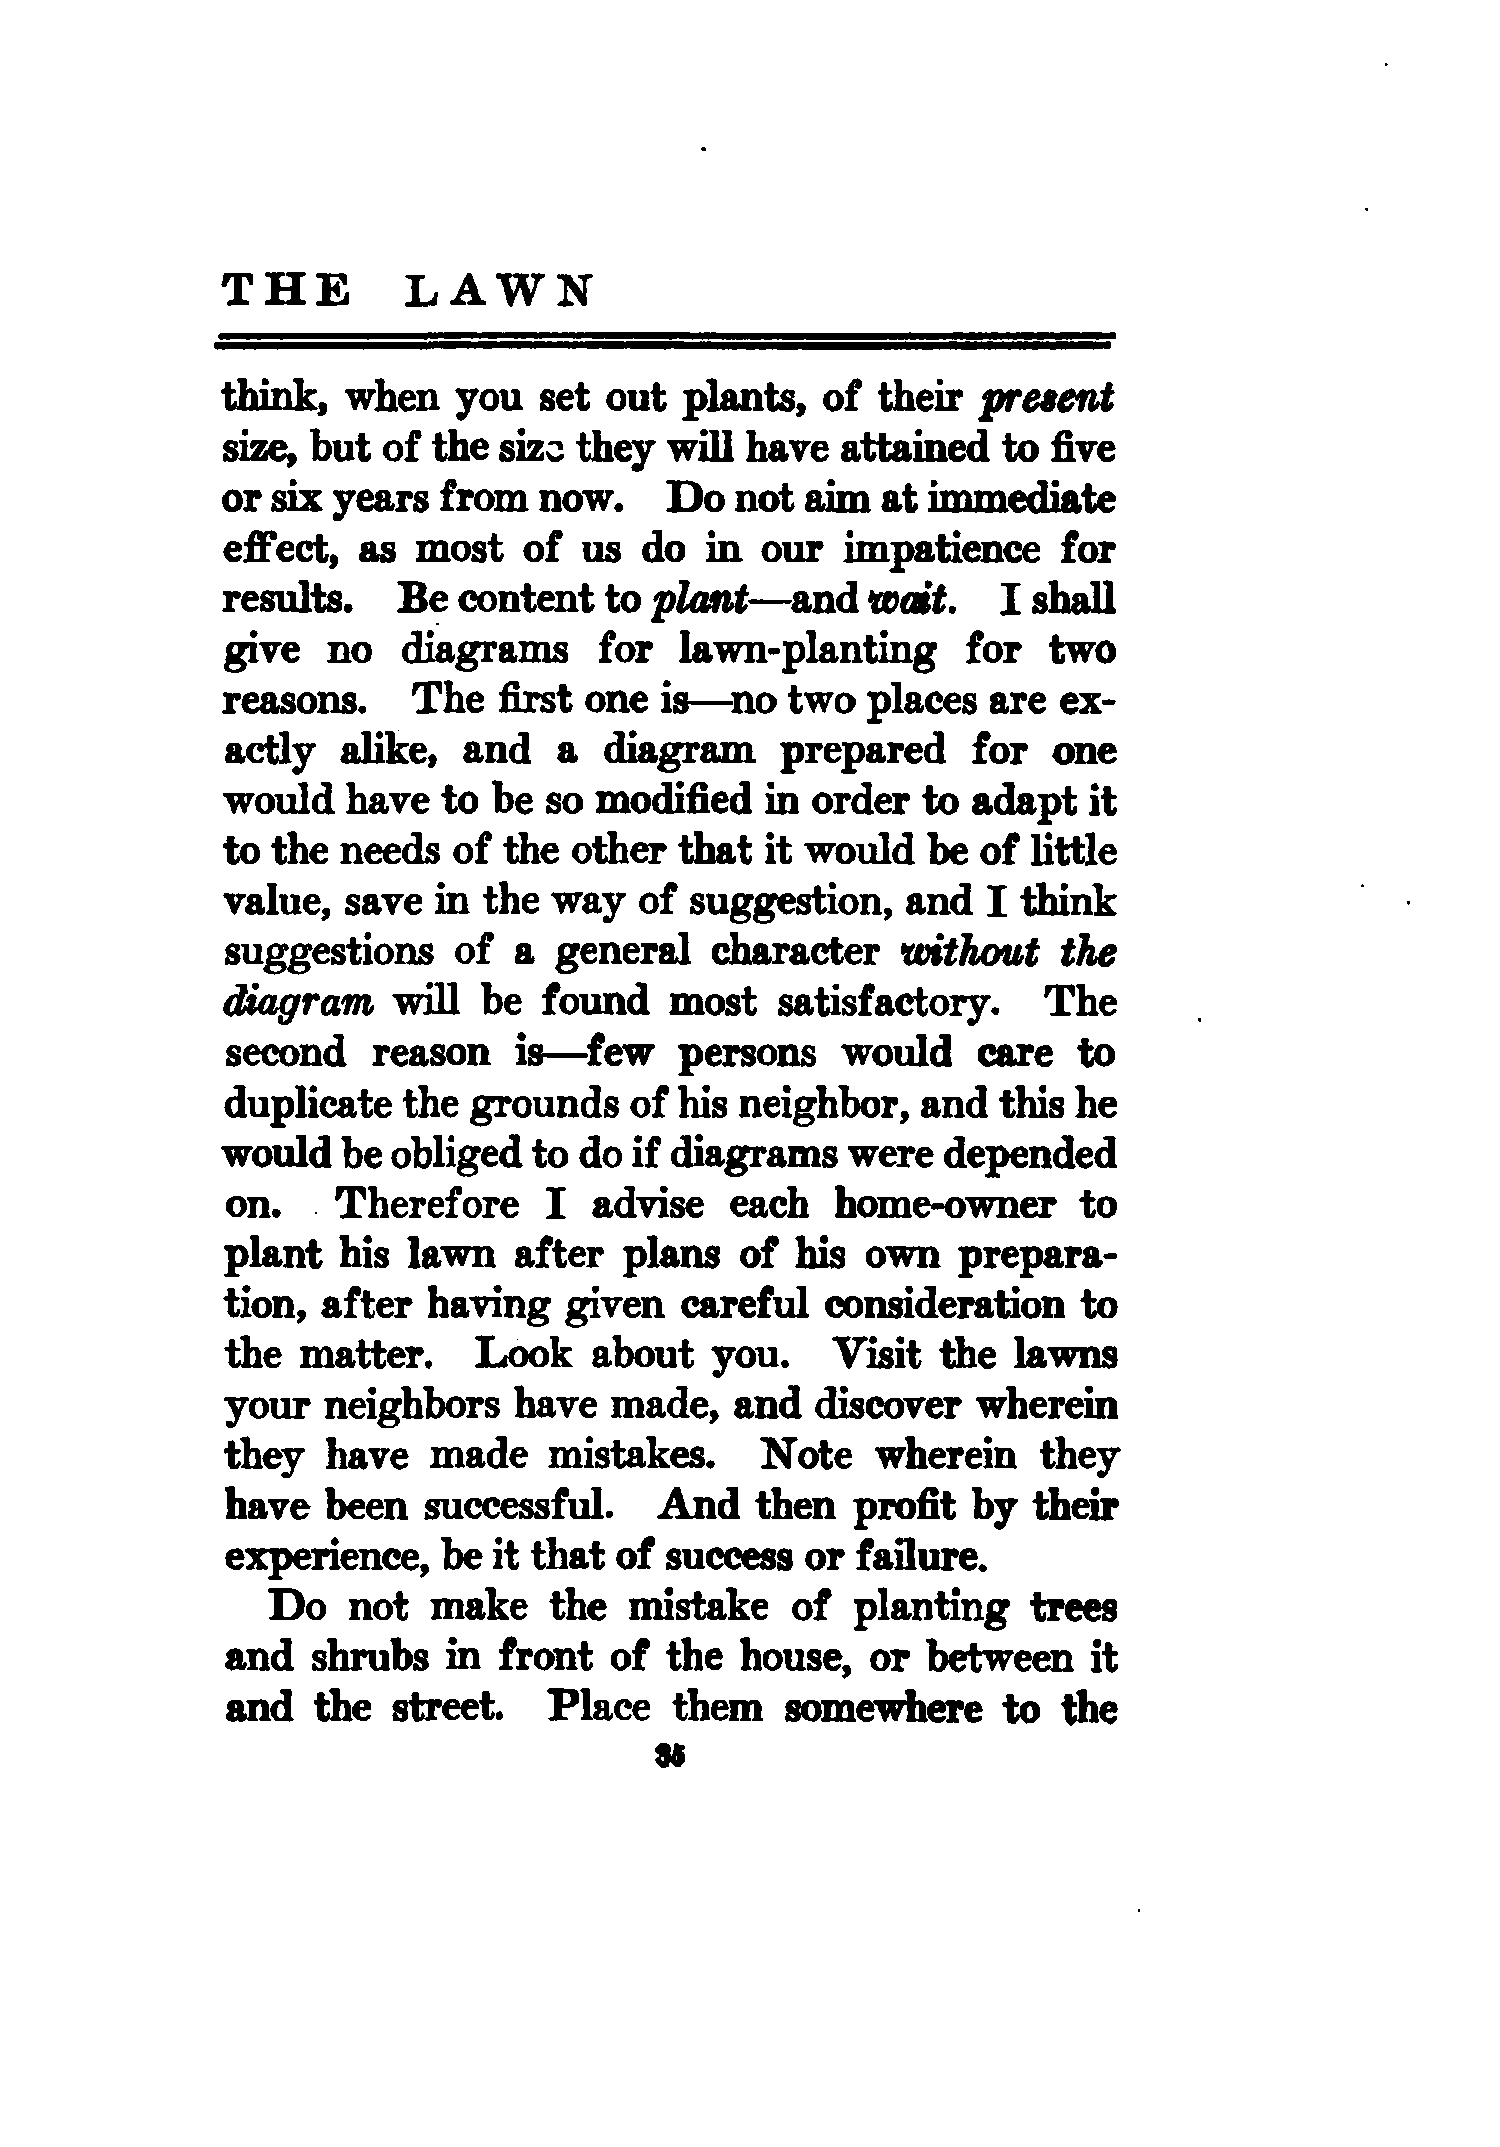 THE LAWN
think, when you set out plants, of their present
size, but of the size they will have attained to five
or six years from now. Do not aim at immediate
effect, as most of us do in our impatience for
results. Be content to plant—and wait. I shall
give no diagrams for lawn-planting for two
reasons. The first one is—no two places are ex-
actly alike, and a diagram prepared for one
would have to be so modified in order to adapt it
to the needs of the other that it would be of little
value, save in the way of suggestion, and I think
suggestions of a general character without the
diagram will be found most satisfactory. The
second reason is—few persons would care to
duplicate the grounds of his neighbor, and this he
would be obliged to do if diagrams were depended
on. Therefore I advise each home-owner to
plant his lawn after plans of his own prepara-
tion, after having given careful consideration to
the matter. Look about you. Visit the lawns
your neighbors have made, and discover wherein
they have made mistakes. Note wherein they
have been successful. And then profit by their
experience, be it that of success or failure.
Do not make the mistake of planting trees
and shrubs in front of the house, or between it
and the street. Place them somewhere to the
35